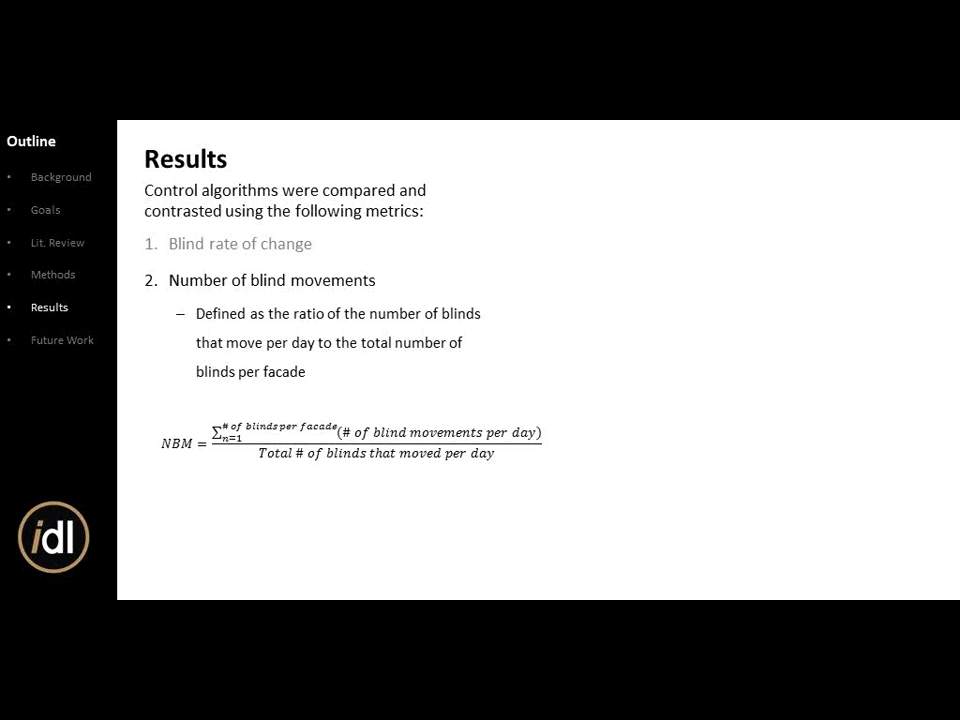 Outline
• Background
• Goals
• Lit. Review
• Methods
• Results
• Future Work
idl
Results
Control algorithms were compared and
contrasted using the following metrics:
1. Blind rate of change
2. Number of blind movements
– Defined as the ratio of the number of blinds
that move per day to the total number of
blinds per facade
NBM = ∑_{n=1}^{# of blinds per facade}(# of blind movements per day) / Total # of blinds that moved per day